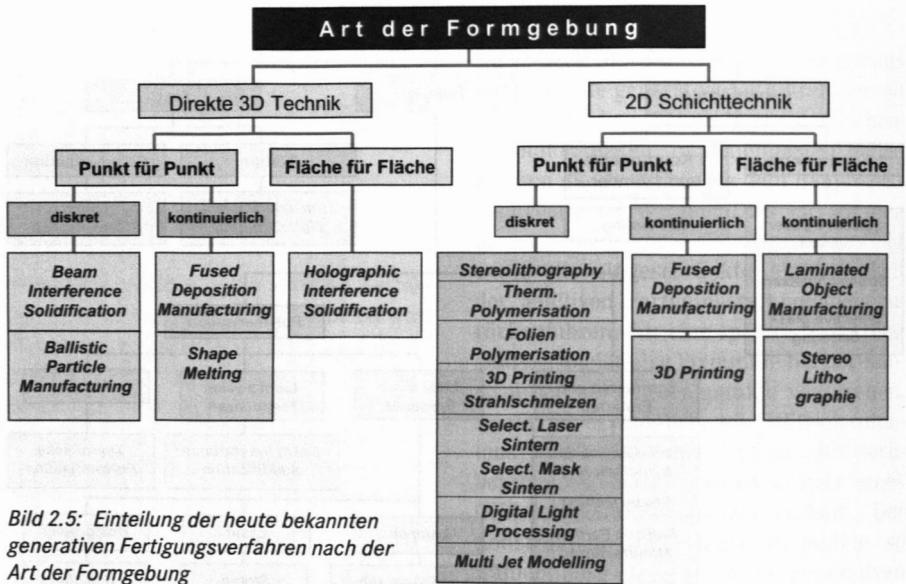 Art der Formgebung
Direkte 3D Technik
2D Schichttechnik
Punkt für Punkt
Fläche für Fläche
Punkt für Punkt
Fläche für Fläche
diskret
kontinuierlich
diskret
kontinuierlich
kontinuierlich
Beam
Interference
Solidification
Ballistic
Particle
Manufacturing
Fused
Deposition
Manufacturing
Shape
Melting
Holographic
Interference
Solidification
Stereolithography
Therm.
Polymerisation
Folien
Polymerisation
3D Printing
Strahlschmelzen
Select. Laser
Sintern
Select. Mask
Sintern
Digital Light
Processing
Multi Jet Modelling
Fused
Deposition
Manufacturing
3D Printing
Laminated
Object
Manufacturing
Stereo
Litho-
graphie
Bild 2.5: Einteilung der heute bekannten
generativen Fertigungsverfahren nach der
Art der Formgebung